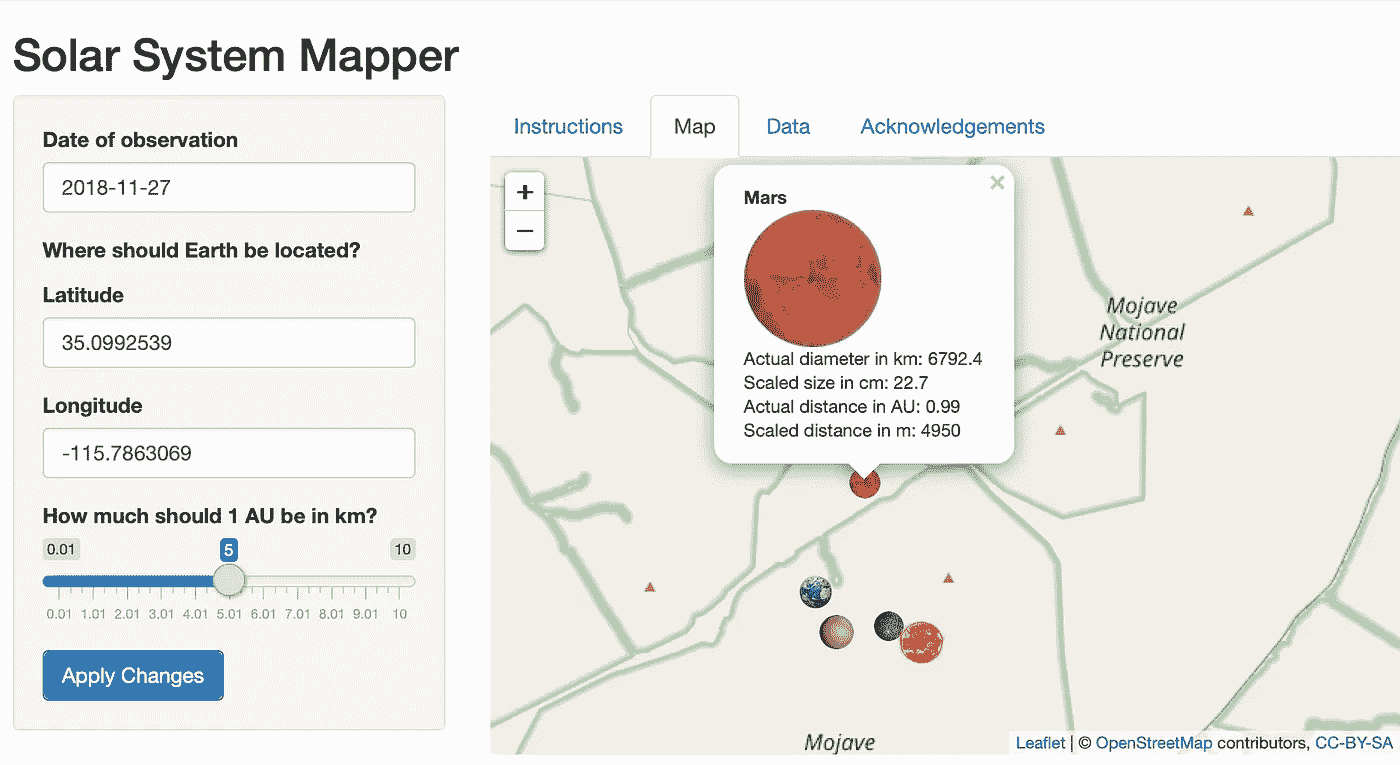 Solar System Mapper
Date of observation
2018-11-27
Where should Earth be located?
Latitude
35.0992539
Longitude
-115.7863069
How much should 1 AU be in km?
0.01 5 10
0.01 1.01 2.01 3.01 4.01 5.01 6.01 7.01 8.01 9.01 10
Apply Changes
Instructions Map Data Acknowledgements
+
−
×
Mars
Actual diameter in km: 6792.4
Scaled size in cm: 22.7
Actual distance in AU: 0.99
Scaled distance in m: 4950
Mojave
National
Preserve
Mojave
Leaflet | © OpenStreetMap contributors, CC-BY-SA